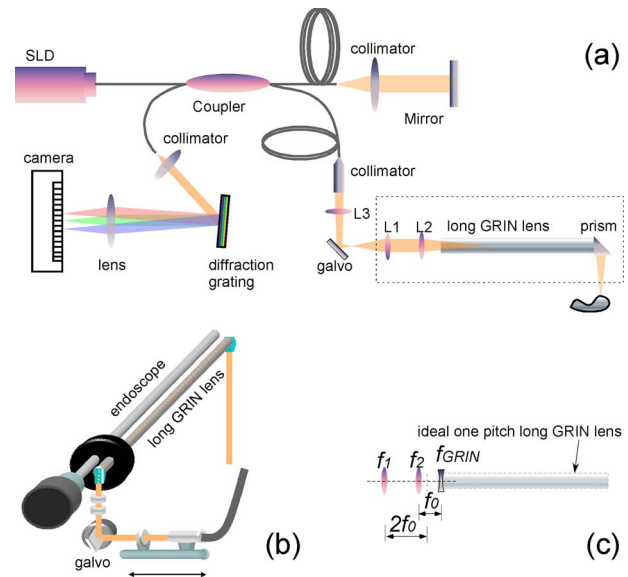 SLD
Coupler
collimator
Mirror
(a)
collimator
camera
lens
diffraction
grating
collimator
L3
galvo
L1
L2
long GRIN lens
prism
endoscope
long GRIN lens
galvo
(b)
ideal one pitch long GRIN lens
f1
f2
fGRIN
f0
2f0
(c)